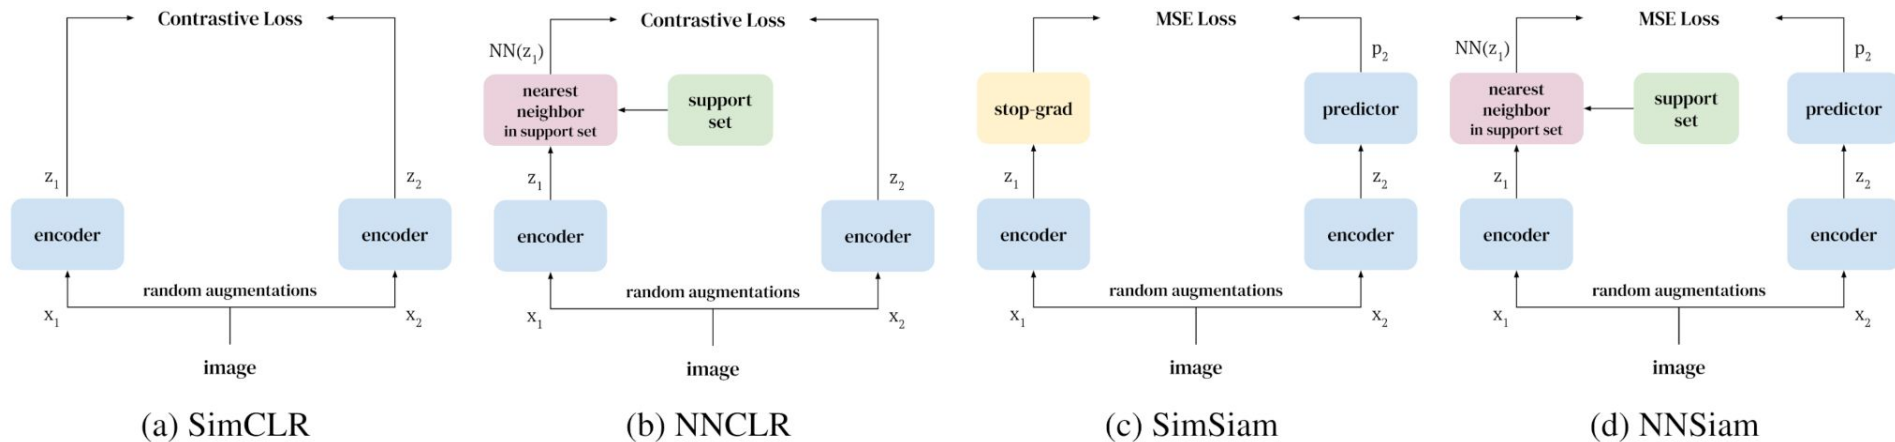 Contrastive Loss
z1
z2
encoder
encoder
random augmentations
x1
x2
image
(a) SimCLR
Contrastive Loss
NN(z1)
nearest
neighbor
in support set
support
set
z1
z2
encoder
encoder
random augmentations
x1
x2
image
(b) NNCLR
MSE Loss
p2
stop-grad
predictor
z1
z2
encoder
encoder
random augmentations
x1
x2
image
(c) SimSiam
MSE Loss
NN(z1)
p2
nearest
neighbor
in support set
support
set
predictor
z1
z2
encoder
encoder
random augmentations
x1
x2
image
(d) NNSiam